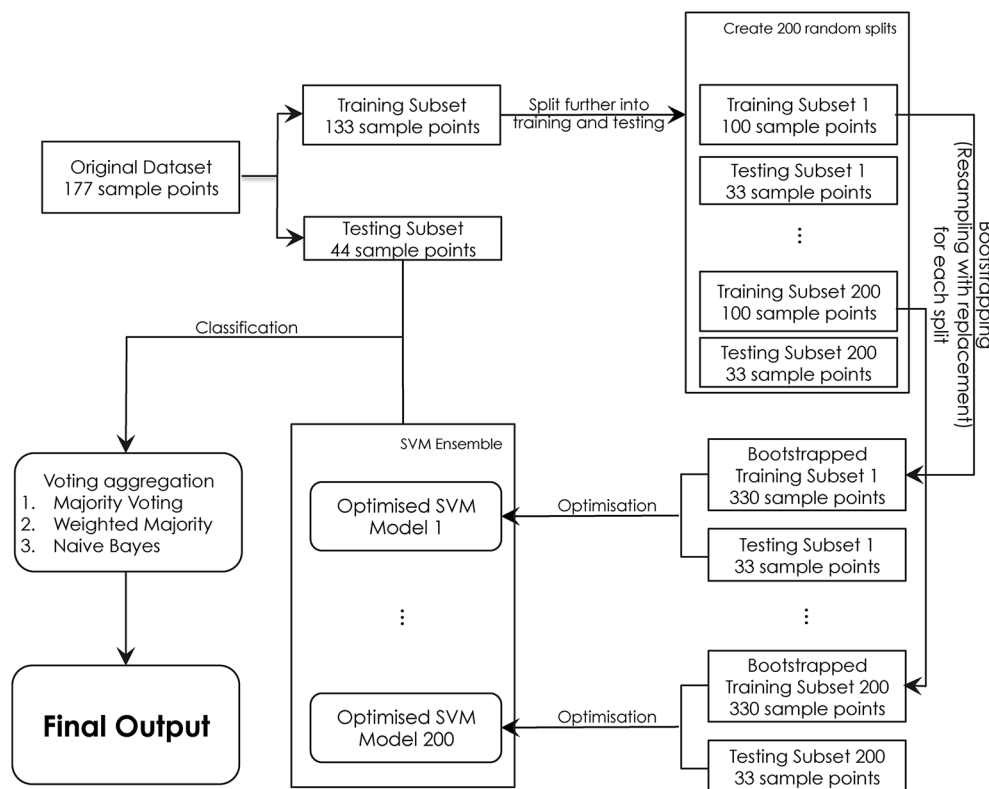 Create 200 random splits
Training Subset
133 sample points
Split further into
training and testing
Training Subset 1
100 sample points
Original Dataset
177 sample points
Testing Subset 1
33 sample points
Testing Subset
44 sample points
⋮
Bootstrapping
(Resampling with replacement)
for each split
Training Subset 200
100 sample points
Testing Subset 200
33 sample points
Classification
SVM Ensemble
Bootstrapped
Training Subset 1
330 sample points
Voting aggregation
1. Majority Voting
2. Weighted Majority
3. Naive Bayes
Optimised SVM
Model 1
Optimisation
Testing Subset 1
33 sample points
⋮
⋮
Bootstrapped
Training Subset 200
330 sample points
Final Output
Optimised SVM
Model 200
Optimisation
Testing Subset 200
33 sample points